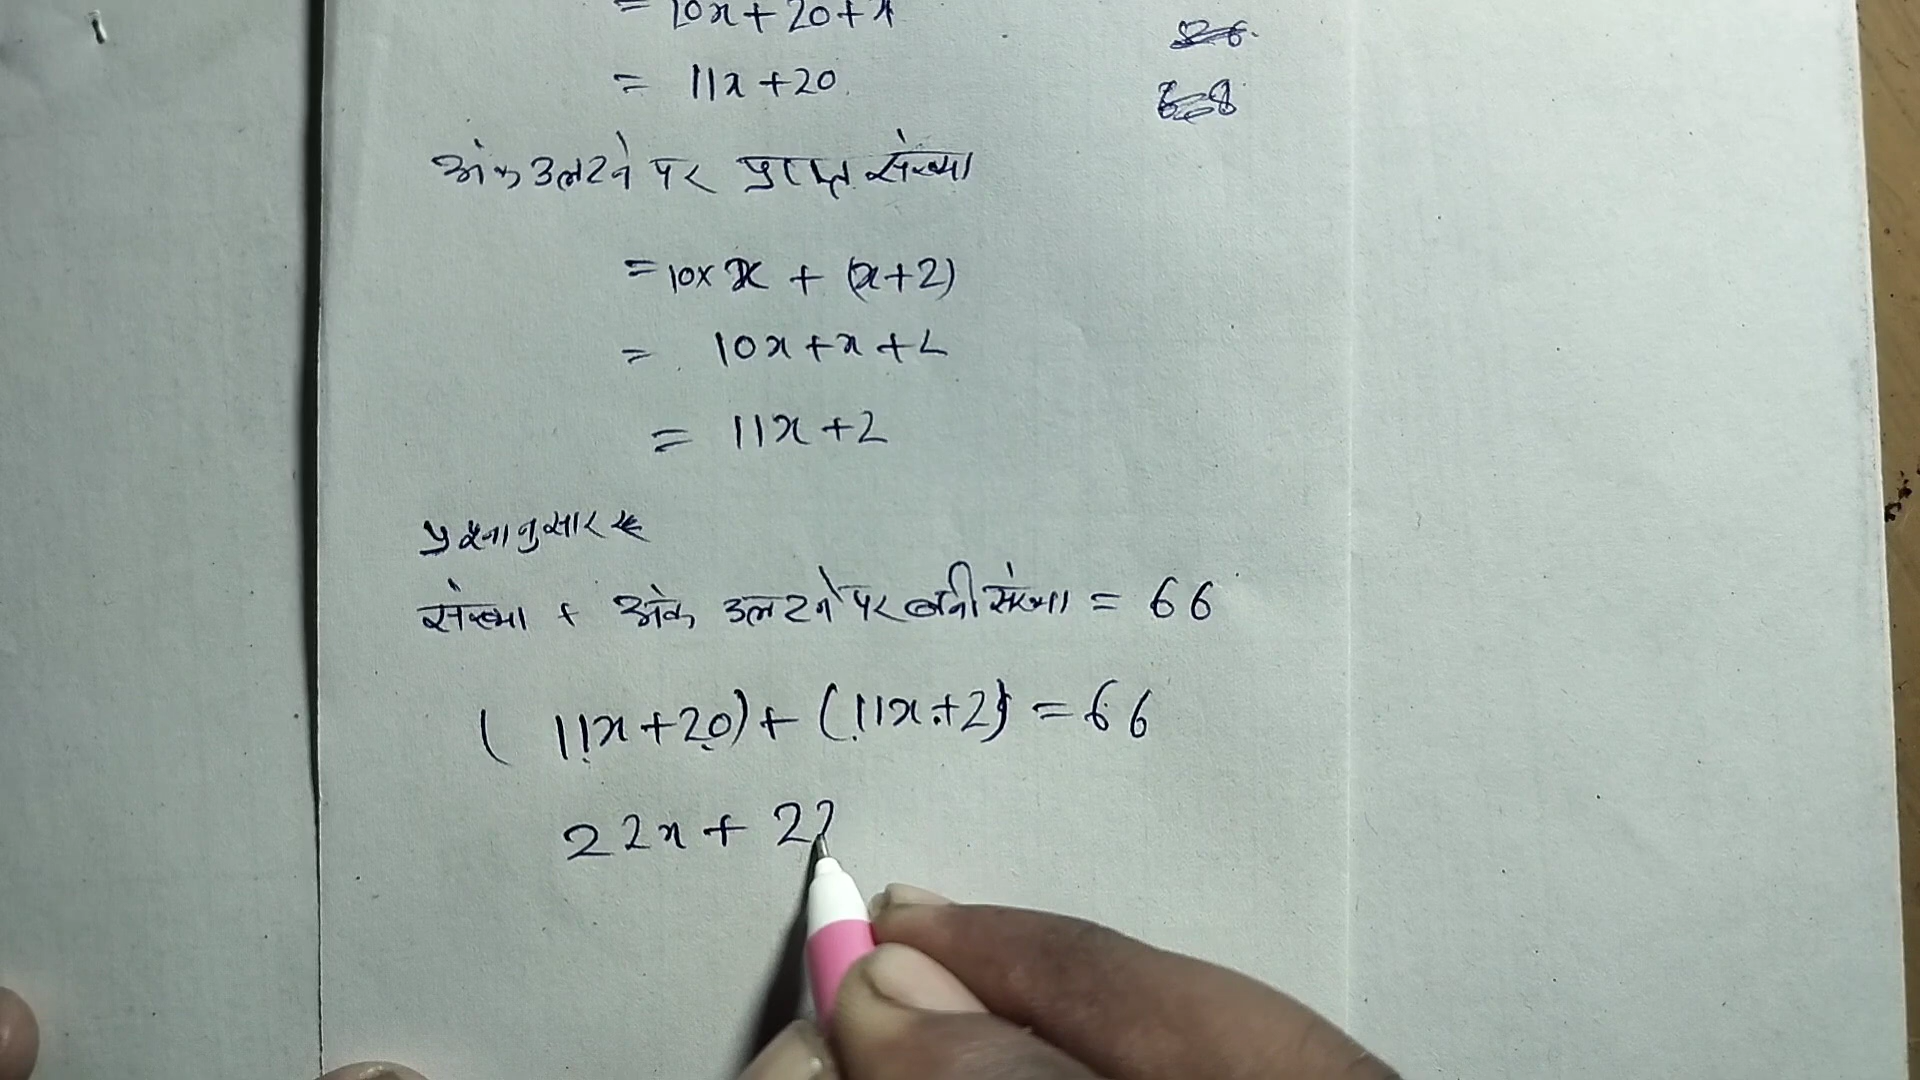 = 10x + 20 + x
= 11x + 20
अंक उलटने पर प्राप्त संख्या
= 10 × x + (x + 2)
= 10x + x + 2
= 11x + 2
प्रश्नानुसार
संख्या + अंक उलटने पर बनी संख्या = 66
(11x + 20) + (11x + 2) = 66
22x + 22